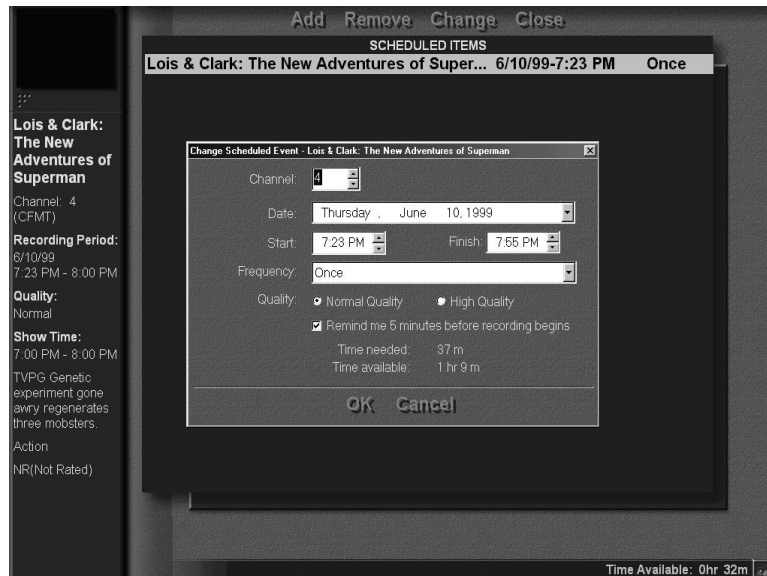 Add Remove Change Close
SCHEDULED ITEMS
Lois & Clark: The New Adventures of Super... 6/10/99-7:23 PM Once
Lois & Clark:
The New
Adventures of
Superman
Channel: 4
(CFMT)
Recording Period:
6/10/99
7:23 PM - 8:00 PM
Quality:
Normal
Show Time:
7:00 PM - 8:00 PM
TVPG Genetic
experiment gone
awry regenerates
three mobsters.
Action
NR(Not Rated)
Change Scheduled Event - Lois & Clark: The New Adventures of Superman
Channel: 4
Date: Thursday , June 10, 1999
Start: 7:23 PM Finish: 7:55 PM
Frequency: Once
Quality: Normal Quality High Quality
Remind me 5 minutes before recording begins
Time needed: 37 m
Time available: 1 hr 9 m
OK Cancel
Time Available: 0hr 32m